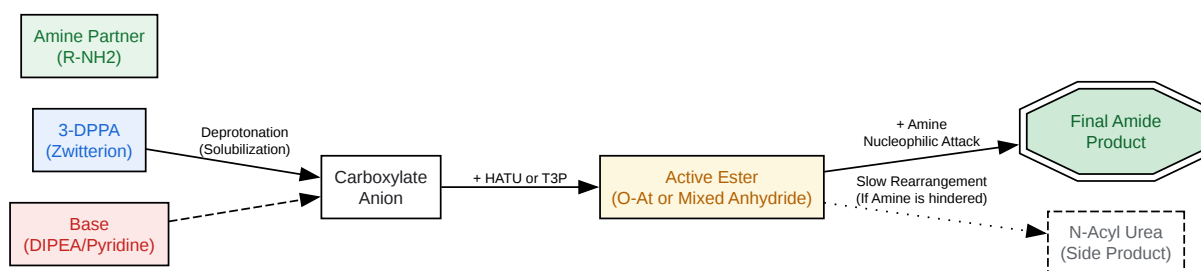 Amine Partner
(R-NH2)
3-DPPA
(Zwitterion)
Base
(DIPEA/Pyridine)
Deprotonation
(Solubilization)
Carboxylate
Anion
+ HATU or T3P
Active Ester
(O-At or Mixed Anhydride)
+ Amine
Nucleophilic Attack
Slow Rearrangement
(If Amine is hindered)
Final Amide
Product
N-Acyl Urea
(Side Product)